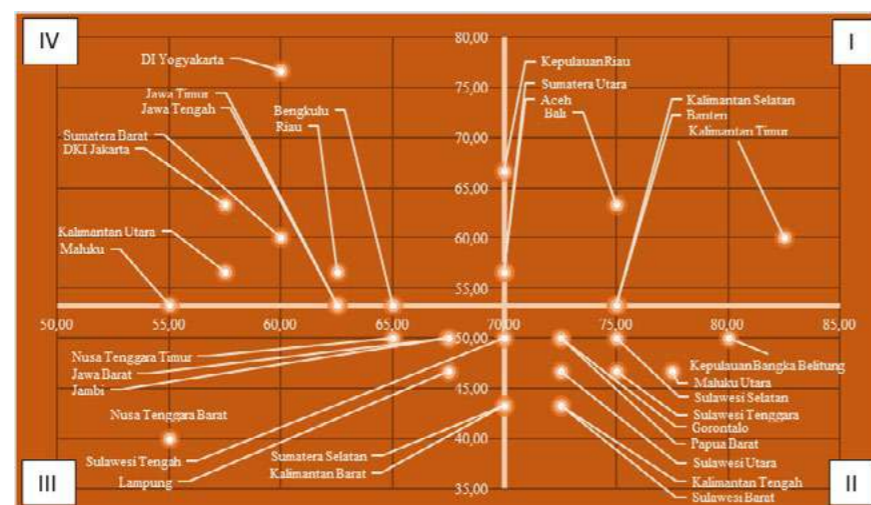 IV
I
80,00
DI Yogyakarta
Kepulauan Riau
75,00
Sumatera Utara
Jawa Timur
Jawa Tengah
Bengkulu
Riau
Aceh
Bali
Kalimantan Selatan
Banten
Kalimantan Timur
70,00
Sumatera Barat
DKI Jakarta
65,00
Kalimantan Utara
60,00
Maluku
55,00
50,00 55,00 60,00 65,00 70,00 75,00 80,00 85,00
50,00
Nusa Tenggara Timur
Jawa Barat
Jambi
Kepulauan Bangka Belitung
Maluku Utara
Sulawesi Selatan
45,00
Nusa Tenggara Barat
Sulawesi Tenggara
Gorontalo
Papua Barat
40,00
Sulawesi Tengah
Lampung
Sumatera Selatan
Kalimantan Barat
Sulawesi Utara
Kalimantan Tengah
Sulawesi Barat
35,00
III
II